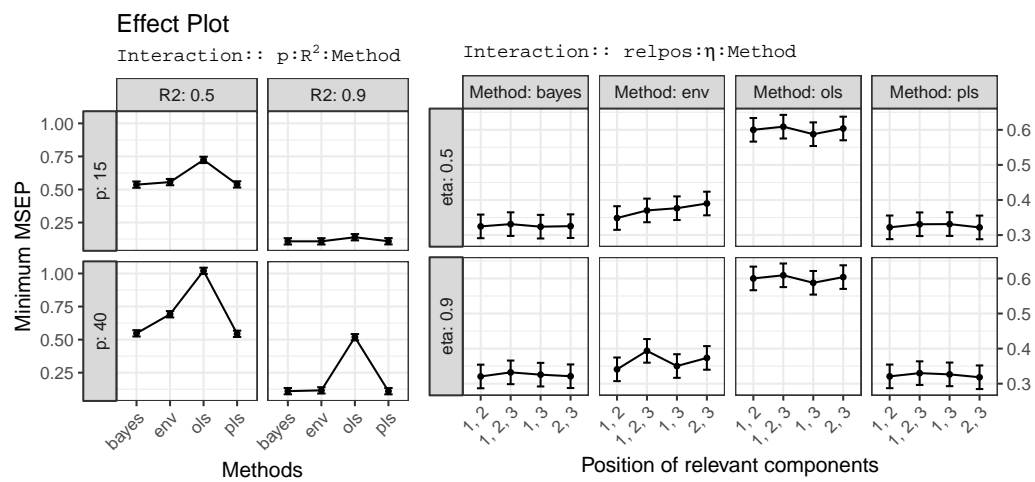 Effect Plot
Interaction:: p:R²:Method
R2: 0.5
R2: 0.9
Minimum MSEP
p: 15
1.00
0.75
0.50
0.25
p: 40
1.00
0.75
0.50
0.25
bayes
env
ols
pls
bayes
env
ols
pls
Methods
Interaction:: relpos:η:Method
Method: bayes
Method: env
Method: ols
Method: pls
eta: 0.5
0.6
0.5
0.4
0.3
eta: 0.9
0.6
0.5
0.4
0.3
1, 2
1, 2, 3
1, 3
2, 3
1, 2
1, 2, 3
1, 3
2, 3
1, 2
1, 2, 3
1, 3
2, 3
1, 2
1, 2, 3
1, 3
2, 3
Position of relevant components